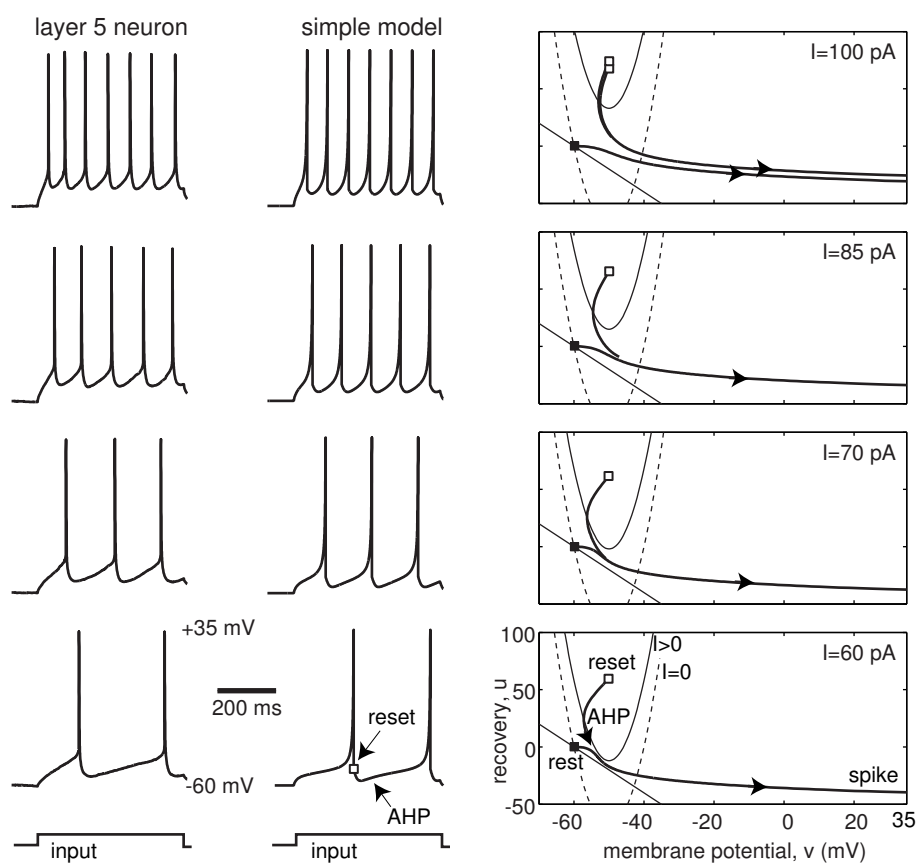 layer 5 neuron
simple model
I=100 pA
I=85 pA
I=70 pA
+35 mV
-60 mV
200 ms
reset
AHP
input
input
I=60 pA
100
50
0
-50
recovery, u
reset
I>0
I=0
AHP
rest
spike
-60
-40
-20
0
20
35
membrane potential, v (mV)